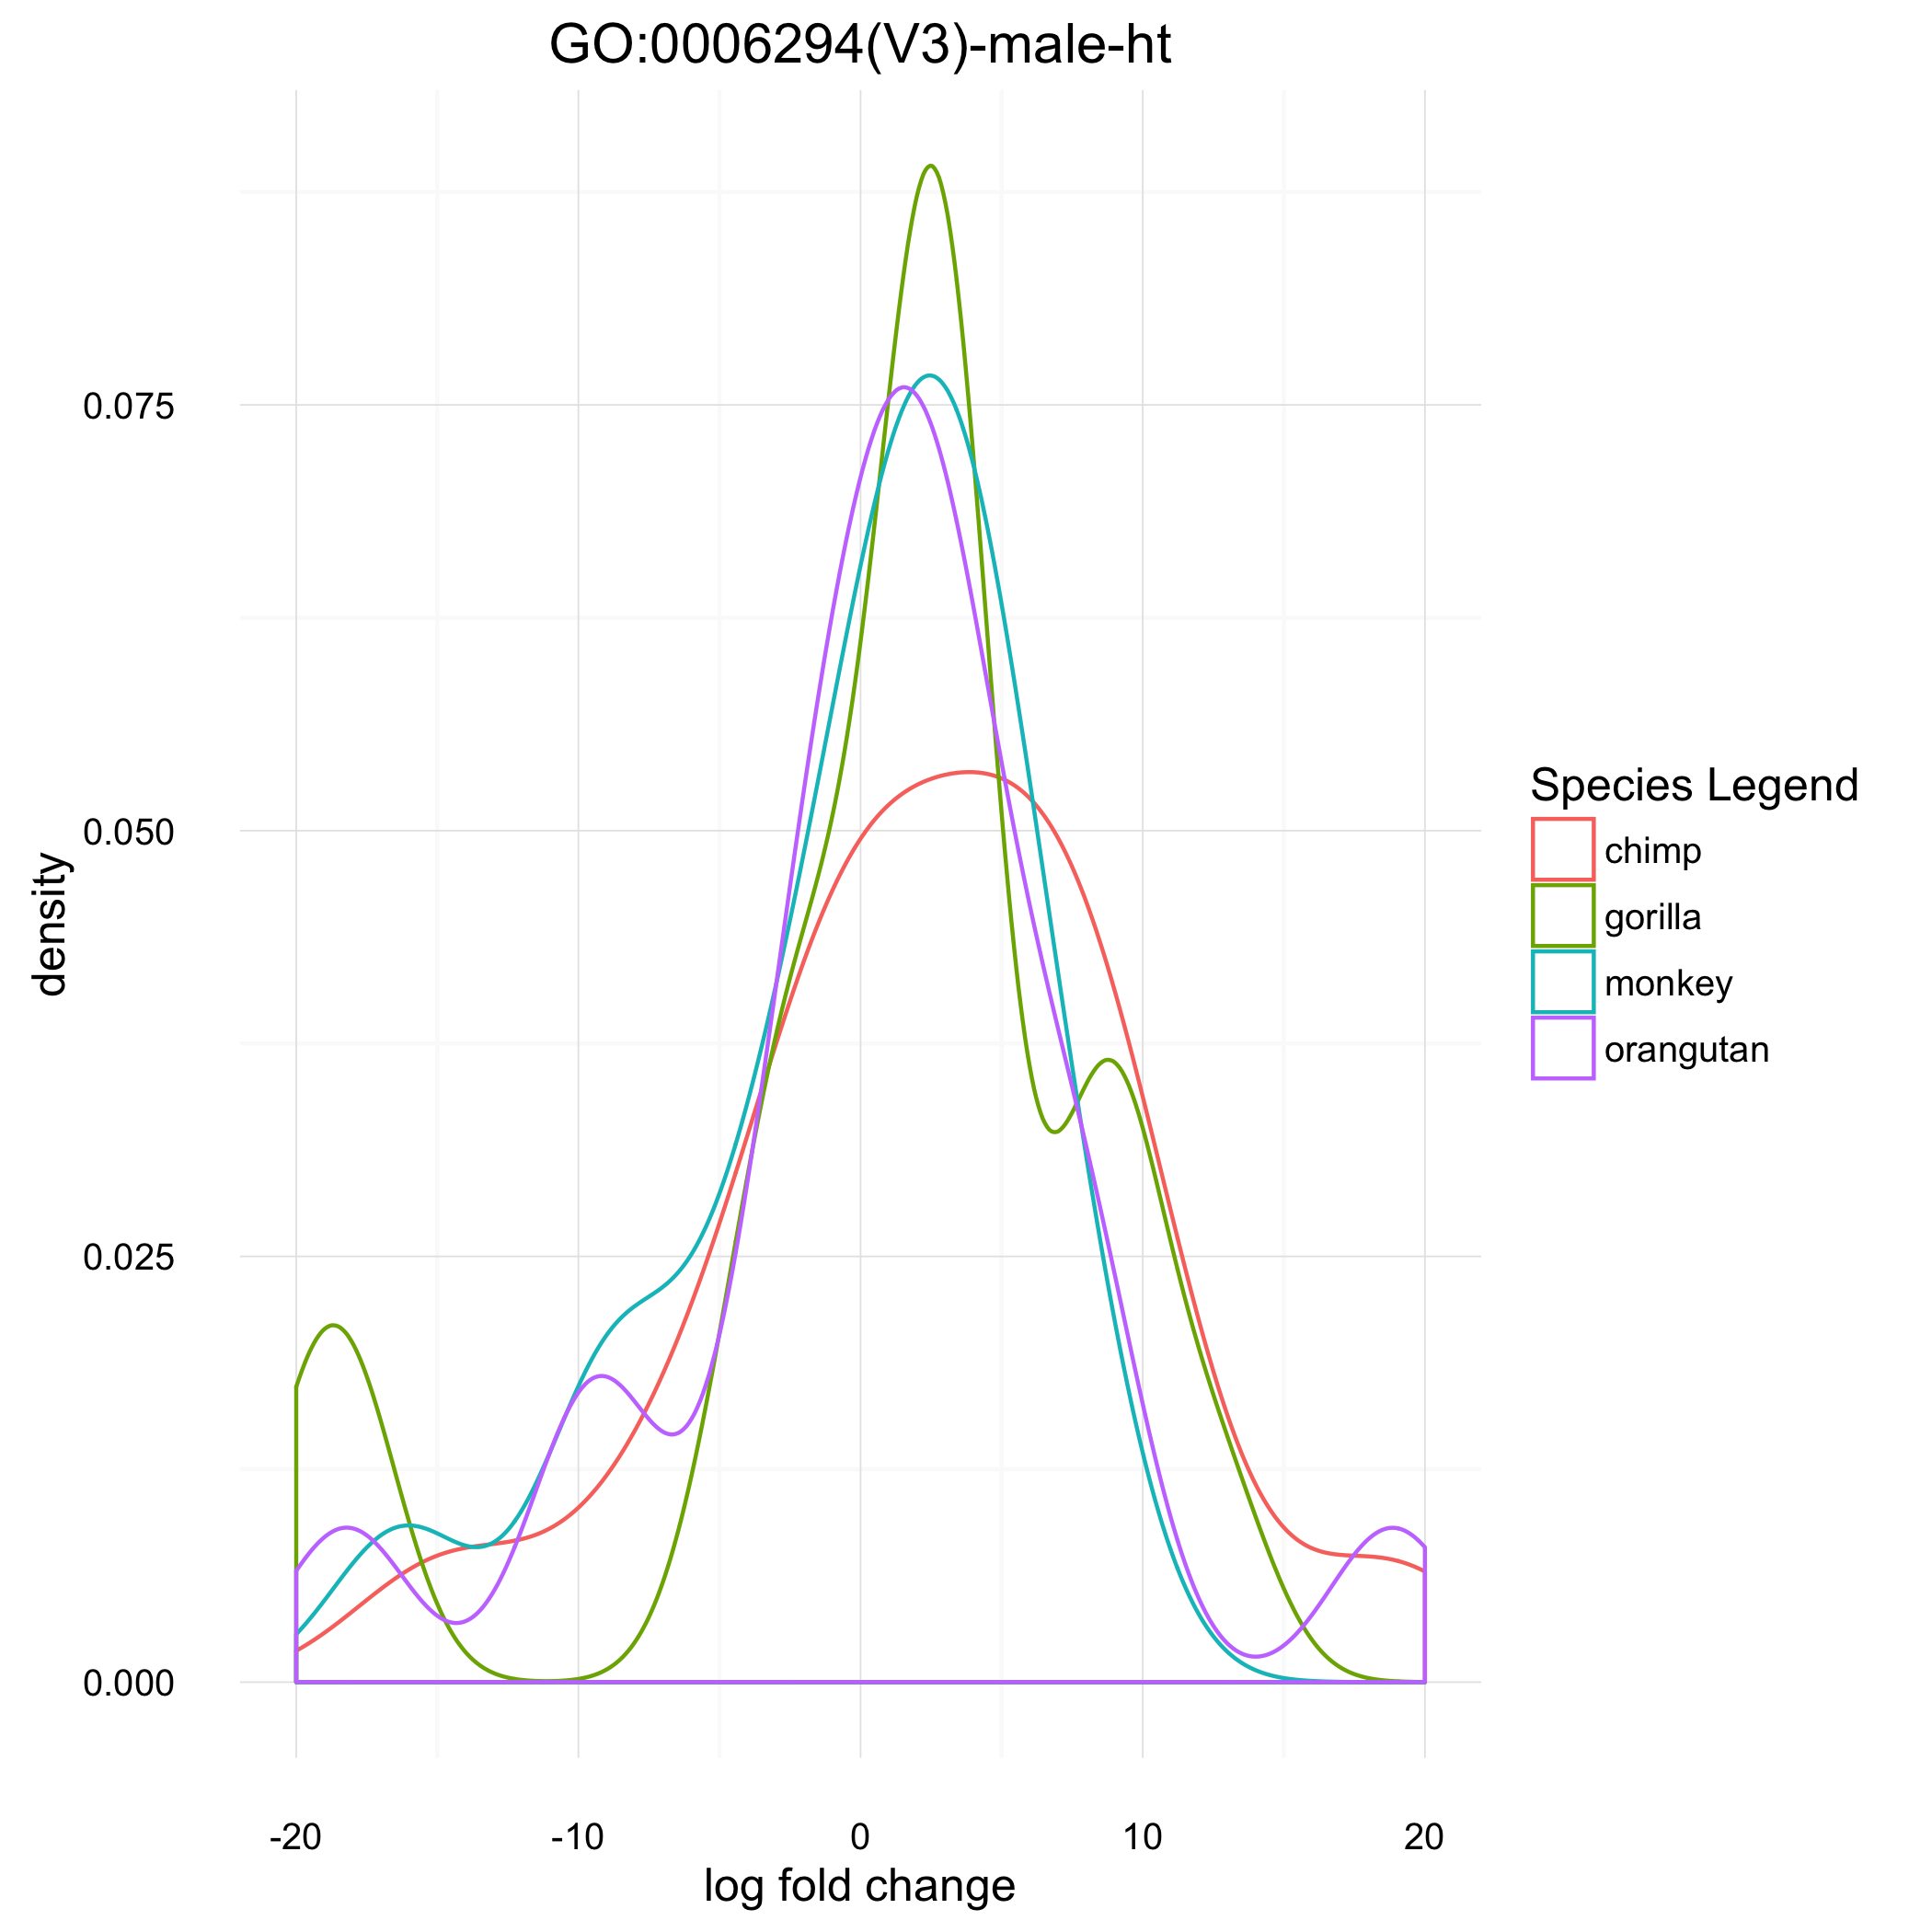 GO:0006294(V3)-male-ht
0.075
0.050
0.025
0.000
density
-20 -10 0 10 20
log fold change
Species Legend
chimp
gorilla
monkey
orangutan